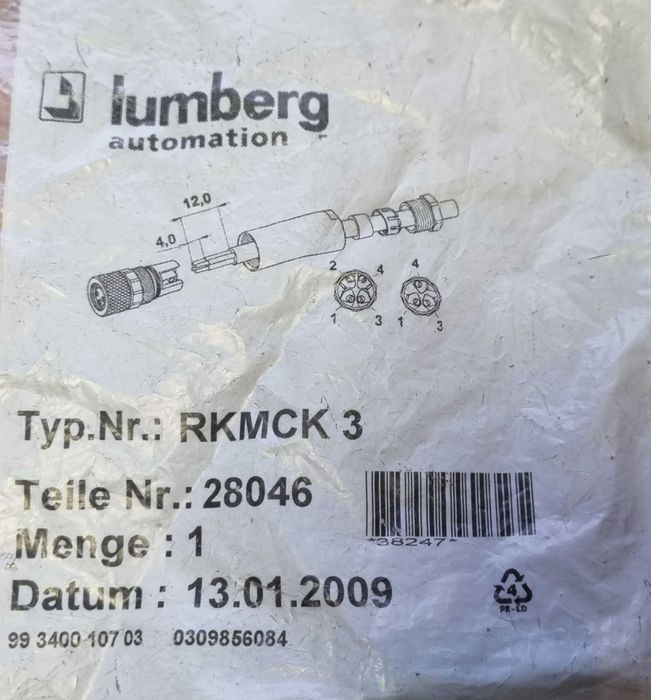 lumberg
automation
12,0
4,0
2 4 4
1 3 1 3
Typ.Nr.: RKMCK 3
Teile Nr.: 28046
Menge : 1
*38247*
Datum : 13.01.2009
4
PE-LD
99 3400 107 03 0309856084